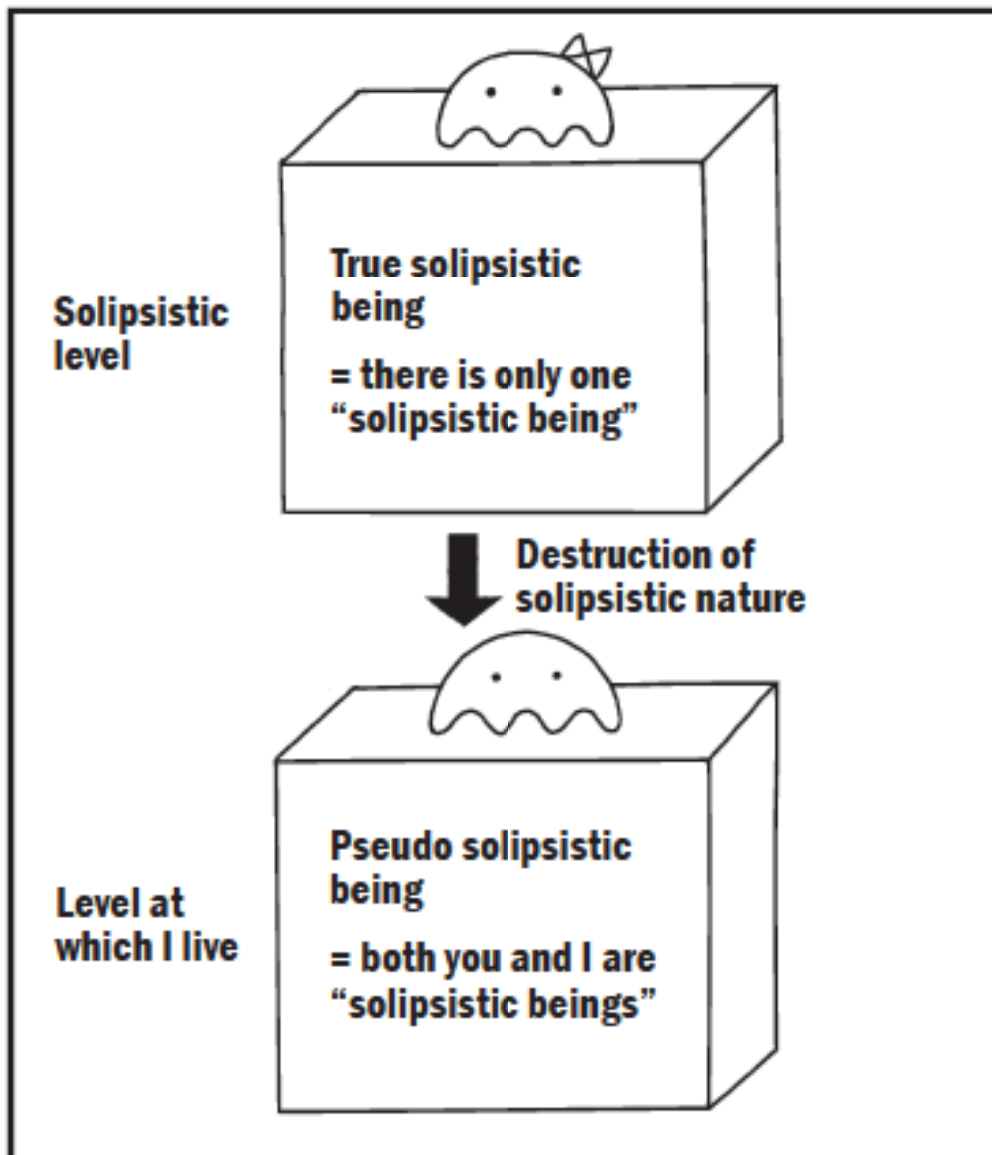 True solipsistic
being
Solipsistic
level
= there is only one
“solipsistic being”
Destruction of
solipsistic nature
Pseudo solipsistic
being
Level at
which I live
= both you and I are
“solipsistic beings”